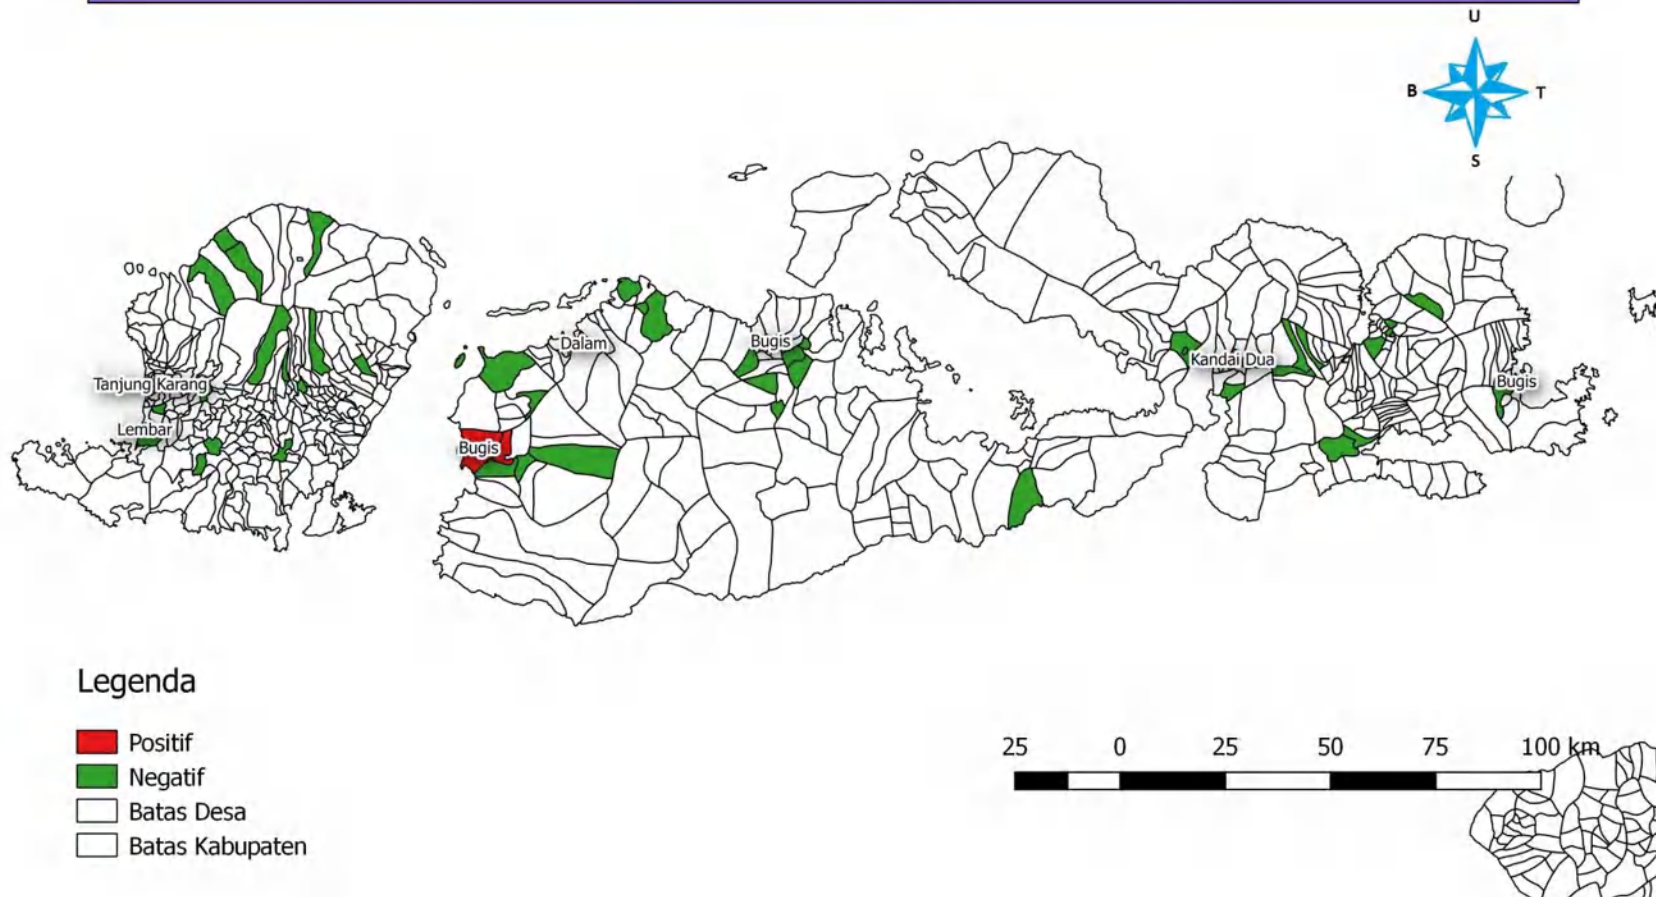 U
B
T
S
Dalam
Bugis
Kandai Dua
Tanjung Karang
Bugis
Lembar
Bugis
Legenda
Positif
Negatif
Batas Desa
Batas Kabupaten
25 0 25 50 75 100 km